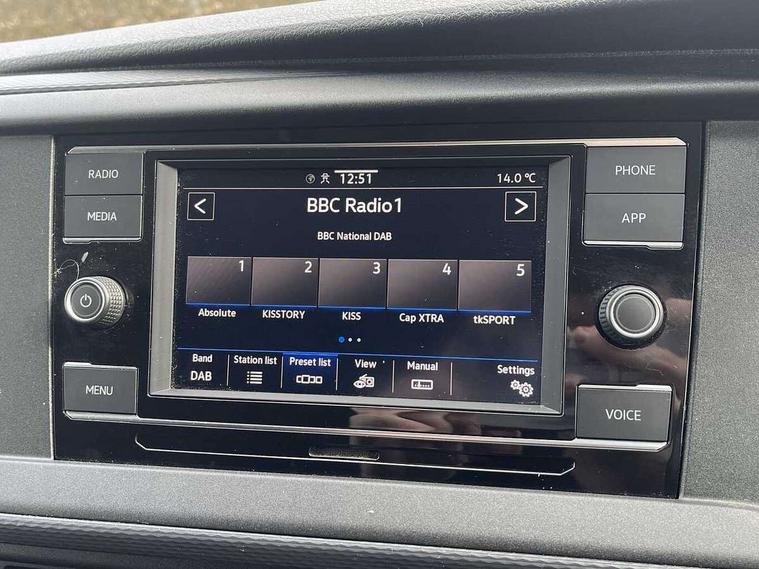 RADIO
MEDIA
MENU
12:51
14.0 °C
< BBC Radio1 >
BBC National DAB
1 2 3 4 5
Absolute KISSTORY KISS Cap XTRA tkSPORT
Band Station list Preset list View Manual Settings
DAB
PHONE
APP
VOICE